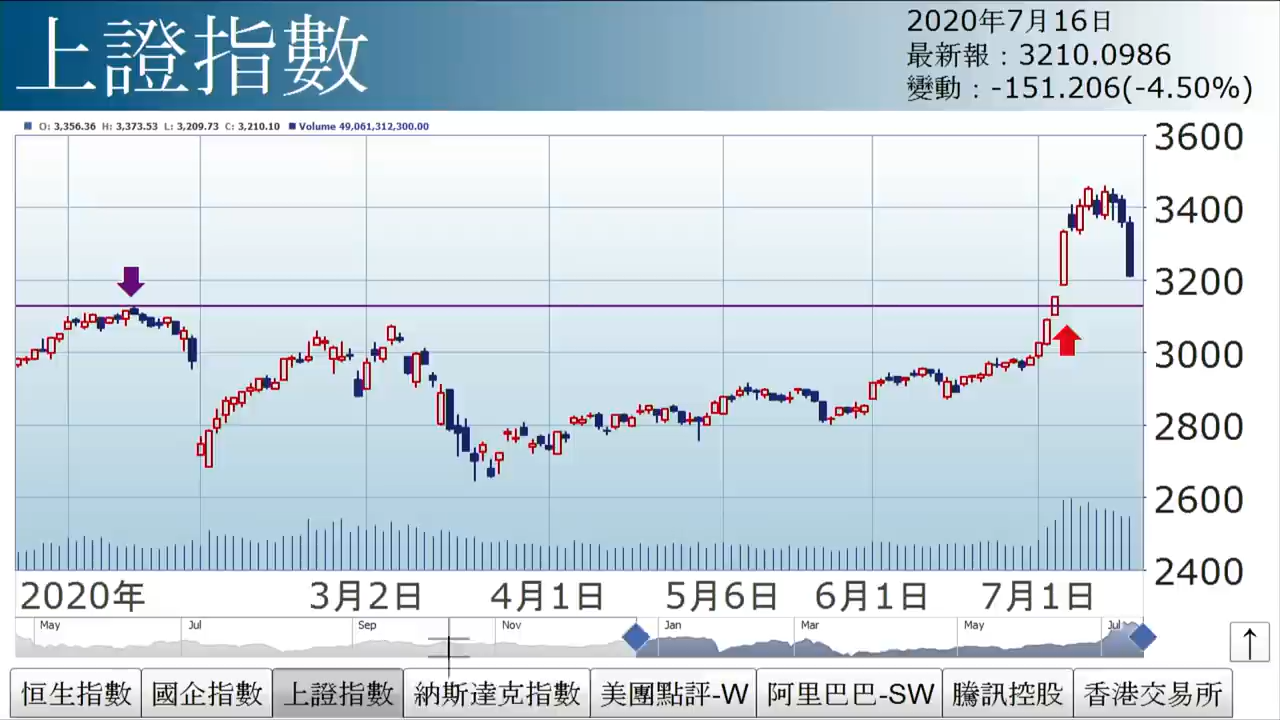 上證指數
2020年7月16日
最新報：3210.0986
變動：-151.206(-4.50%)
O: 3,356.36 H: 3,373.53 L: 3,209.73 C: 3,210.10 Volume 49,061,312,300.00
3600
3400
3200
3000
2800
2600
2400
2020年 3月2日 4月1日 5月6日 6月1日 7月1日
May Jul Sep Nov Jan Mar May Jul
恒生指數 國企指數 上證指數 納斯達克指數 美團點評-W 阿里巴巴-SW 騰訊控股 香港交易所